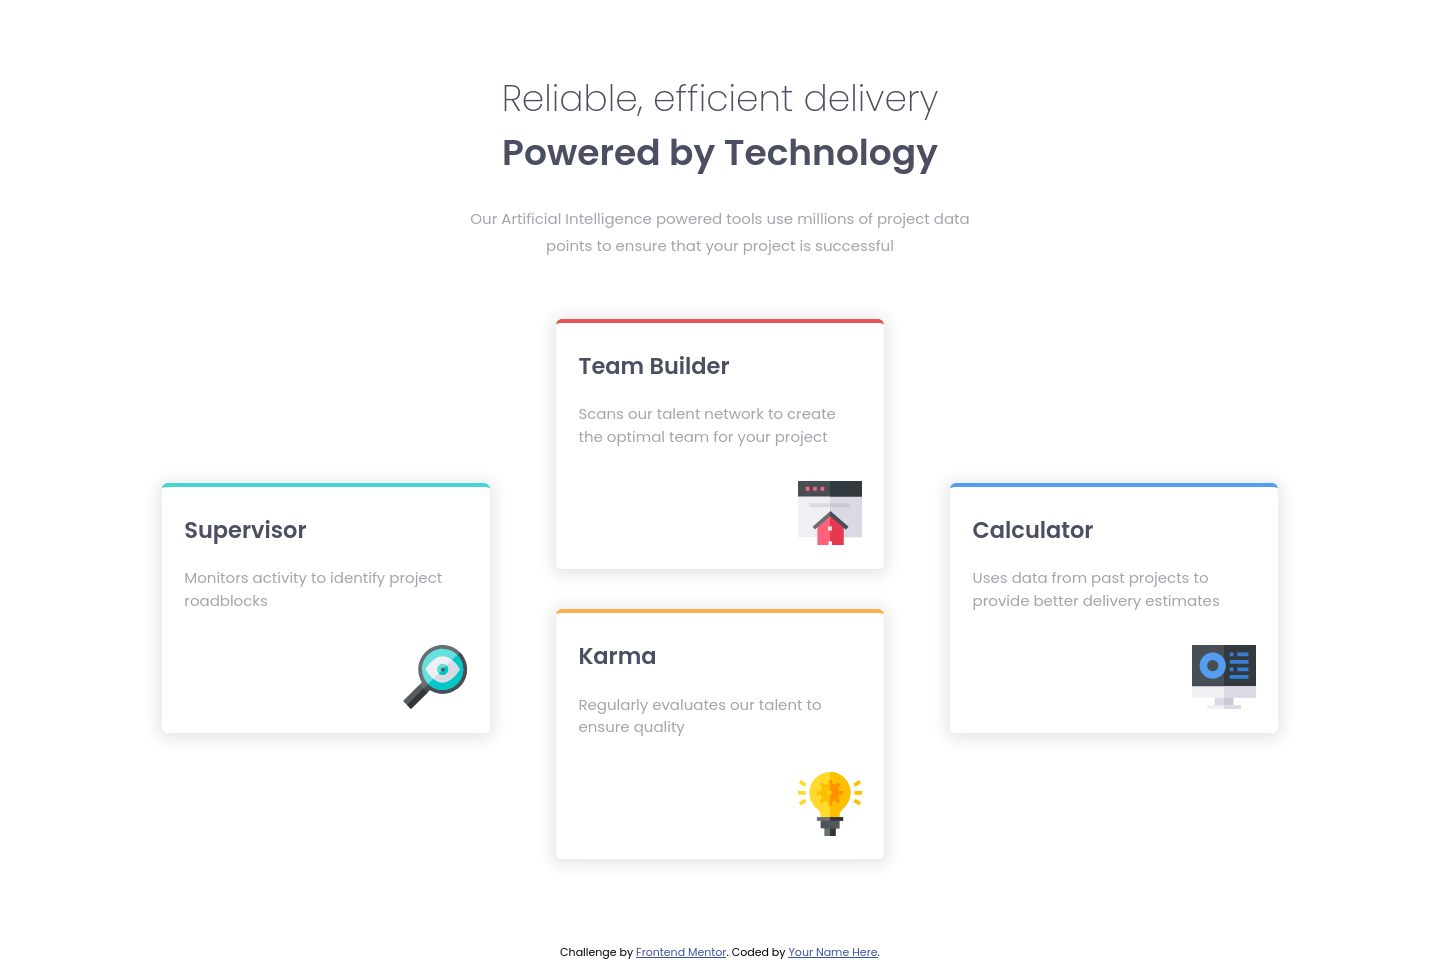 Reliable, efficient delivery
Powered by Technology
Our Artificial Intelligence powered tools use millions of project data
points to ensure that your project is successful
Team Builder
Scans our talent network to create
the optimal team for your project
Supervisor
Monitors activity to identify project
roadblocks
Calculator
Uses data from past projects to
provide better delivery estimates
Karma
Regularly evaluates our talent to
ensure quality
Challenge by Frontend Mentor. Coded by Your Name Here.